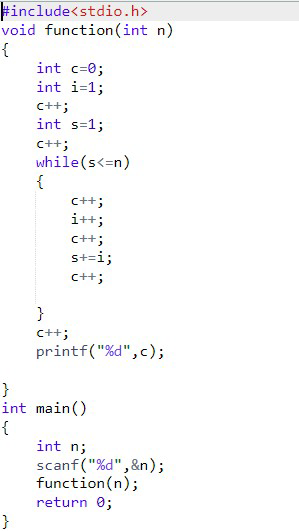 #include<stdio.h>
void function(int n)
{
    int c=0;
    int i=1;
    c++;
    int s=1;
    c++;
    while(s<=n)
    {
        c++;
        i++;
        c++;
        s+=i;
        c++;

    }
    c++;
    printf("%d",c);

}
int main()
{
    int n;
    scanf("%d",&n);
    function(n);
    return 0;
}